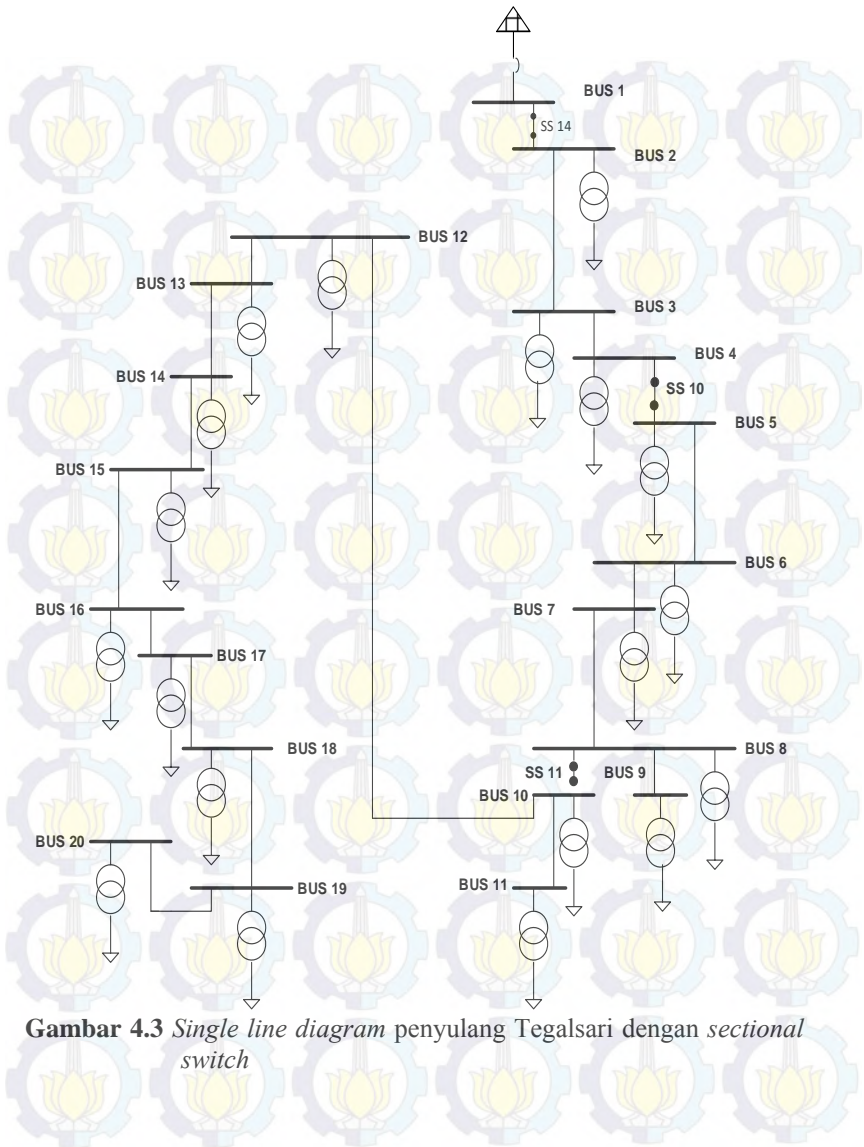 BUS 1
SS 14
BUS 2
BUS 12
BUS 13
BUS 3
BUS 4
BUS 14
SS 10
BUS 5
BUS 15
BUS 6
BUS 16
BUS 7
BUS 17
BUS 18
BUS 8
SS 11
BUS 9
BUS 10
BUS 20
BUS 19
BUS 11
Gambar 4.3 Single line diagram penyulang Tegalsari dengan sectional
switch